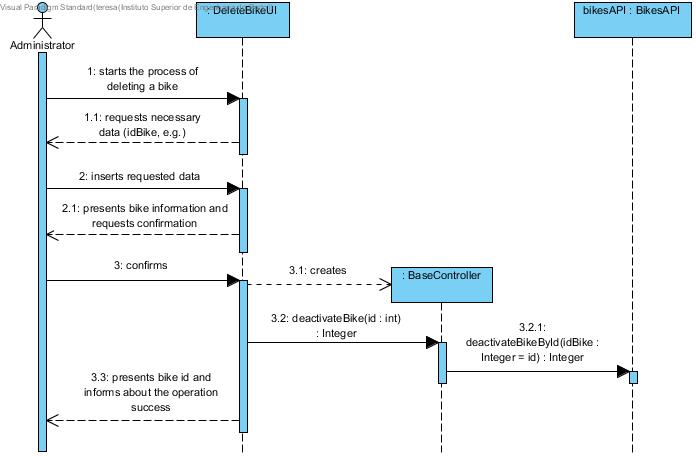 Visual Paradigm Standard(teresa(Instituto Superior de
: DeleteBikeUI
bikesAPI : BikesAPI
Administrator
1: starts the process of
deleting a bike
1.1: requests necessary
data (idBike, e.g.)
2: inserts requested data
2.1: presents bike information and
requests confirmation
3: confirms
3.1: creates
: BaseController
3.2: deactivateBike(id : int)
: Integer
3.2.1:
deactivateBikeById(idBike :
Integer = id) : Integer
3.3: presents bike id and
informs about the operation
success